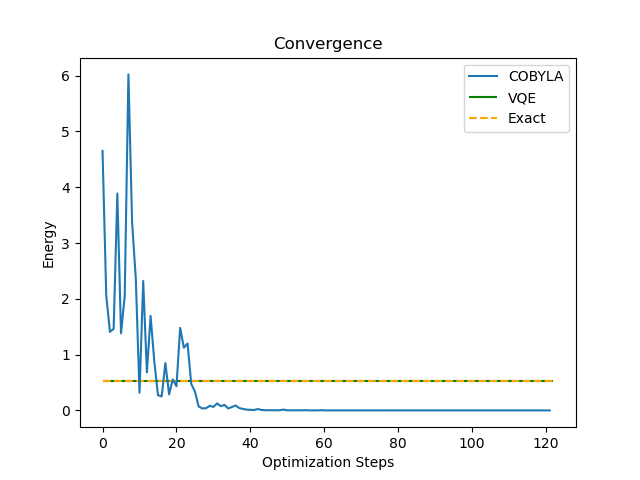 Convergence
COBYLA
VQE
Exact
Energy
6
5
4
3
2
1
0
0 20 40 60 80 100 120
Optimization Steps